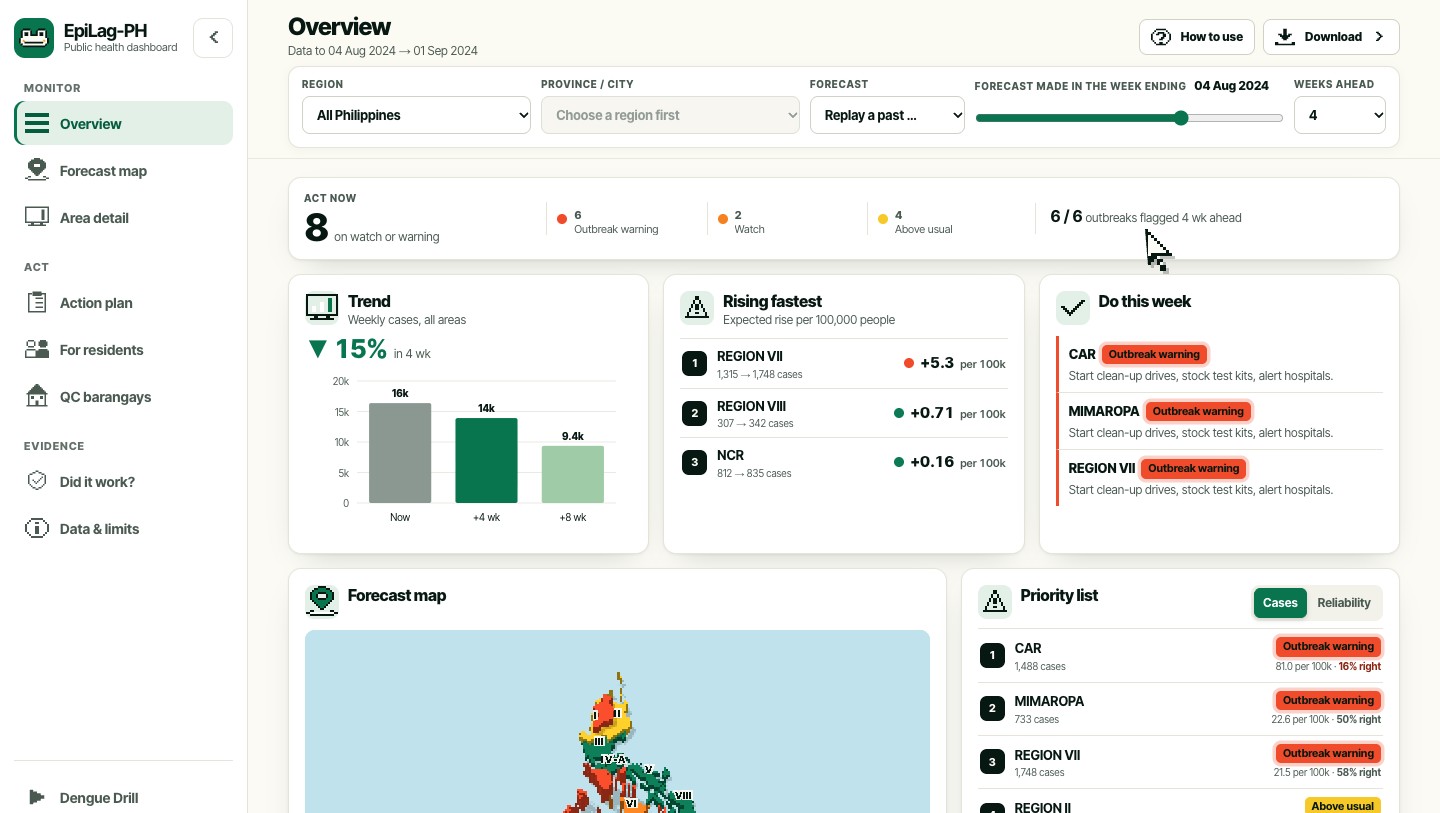 EpiLag-PH
Public health dashboard
MONITOR
Overview
Forecast map
Area detail
ACT
Action plan
For residents
QC barangays
EVIDENCE
Did it work?
Data & limits
Dengue Drill
Overview
Data to 04 Aug 2024 → 01 Sep 2024
How to use
Download
REGION
All Philippines
PROVINCE / CITY
Choose a region first
FORECAST
Replay a past ...
FORECAST MADE IN THE WEEK ENDING 04 Aug 2024
WEEKS AHEAD
4
ACT NOW
8 on watch or warning
6
Outbreak warning
2
Watch
4
Above usual
6 / 6 outbreaks flagged 4 wk ahead
Trend
Weekly cases, all areas
▼ 15% in 4 wk
20k
15k
10k
5k
0
16k
14k
9.4k
Now
+4 wk
+8 wk
Rising fastest
Expected rise per 100,000 people
1
REGION VII
1,315 → 1,748 cases
+5.3 per 100k
2
REGION VIII
307 → 342 cases
+0.71 per 100k
3
NCR
812 → 835 cases
+0.16 per 100k
Do this week
CAR Outbreak warning
Start clean-up drives, stock test kits, alert hospitals.
MIMAROPA Outbreak warning
Start clean-up drives, stock test kits, alert hospitals.
REGION VII Outbreak warning
Start clean-up drives, stock test kits, alert hospitals.
Forecast map
I
II
III
IV-A
V
VI
VIII
Priority list
Cases
Reliability
1
CAR
1,488 cases
Outbreak warning
81.0 per 100k · 16% right
2
MIMAROPA
733 cases
Outbreak warning
22.6 per 100k · 50% right
3
REGION VII
1,748 cases
Outbreak warning
21.5 per 100k · 58% right
REGION II
Above usual